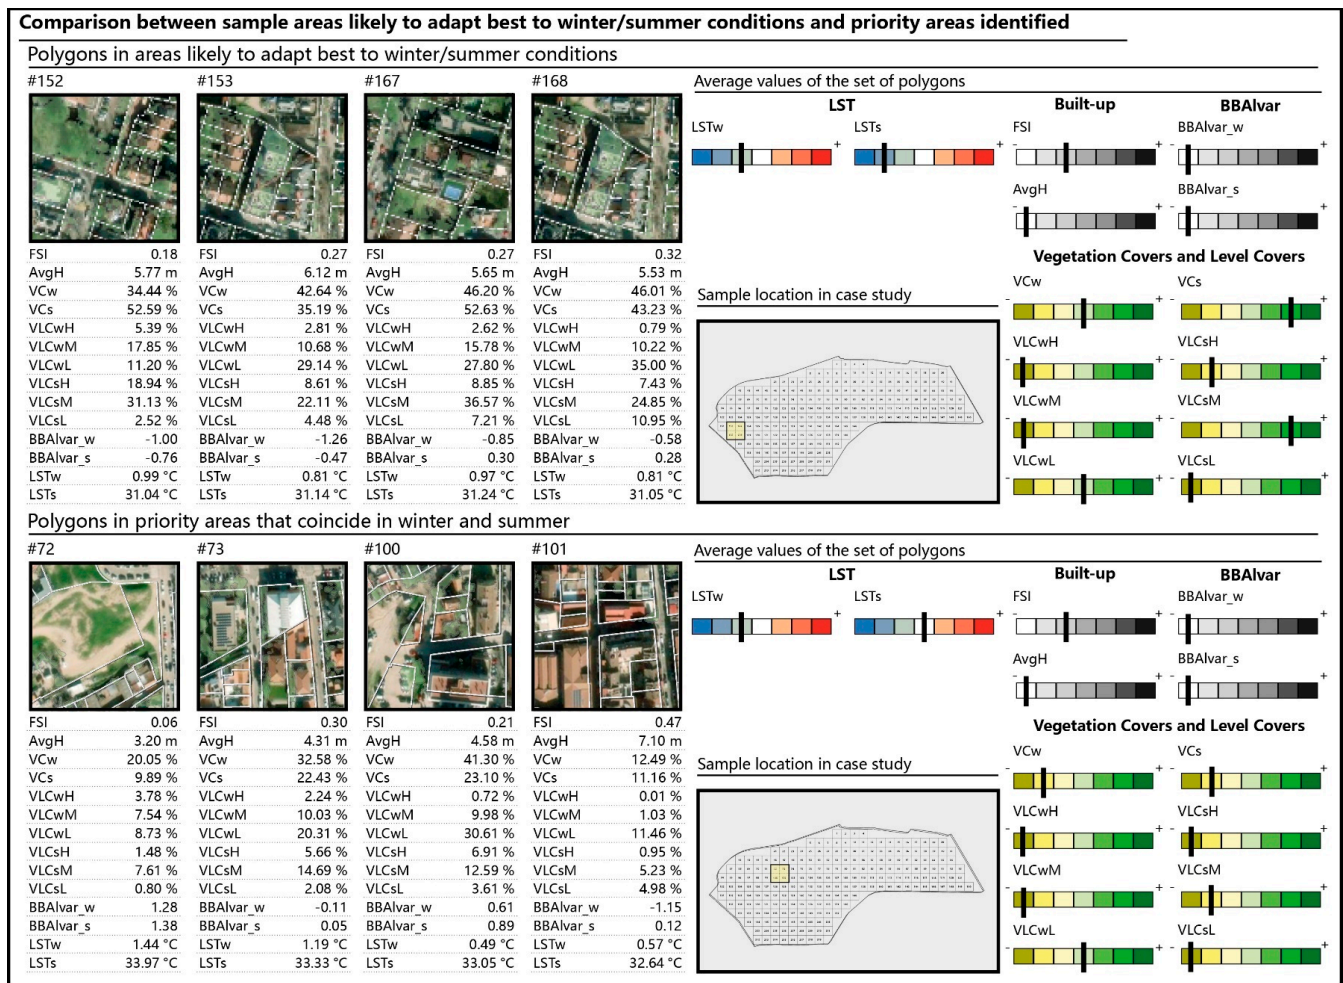 Comparison between sample areas likely to adapt best to winter/summer conditions and priority areas identified
Polygons in areas likely to adapt best to winter/summer conditions
#152 #153 #167 #168
FSI 0.18 FSI 0.27 FSI 0.27 FSI 0.32
AvgH 5.77 m AvgH 6.12 m AvgH 5.65 m AvgH 5.53 m
VCw 34.44 % VCw 42.64 % VCw 46.20 % VCw 46.01 %
VCs 52.59 % VCs 35.19 % VCs 52.63 % VCs 43.23 %
VLCwH 5.39 % VLCwH 2.81 % VLCwH 2.62 % VLCwH 0.79 %
VLCwM 17.85 % VLCwM 10.68 % VLCwM 15.78 % VLCwM 10.22 %
VLCwL 11.20 % VLCwL 29.14 % VLCwL 27.80 % VLCwL 35.00 %
VLCsH 18.94 % VLCsH 8.61 % VLCsH 8.85 % VLCsH 7.43 %
VLCsM 31.13 % VLCsM 22.11 % VLCsM 36.57 % VLCsM 24.85 %
VLCsL 2.52 % VLCsL 4.48 % VLCsL 7.21 % VLCsL 10.95 %
BBAlvar_w -1.00 BBAlvar_w -1.26 BBAlvar_w -0.85 BBAlvar_w -0.58
BBAlvar_s -0.76 BBAlvar_s -0.47 BBAlvar_s 0.30 BBAlvar_s 0.28
LSTw 0.99 °C LSTw 0.81 °C LSTw 0.97 °C LSTw 0.81 °C
LSTs 31.04 °C LSTs 31.14 °C LSTs 31.24 °C LSTs 31.05 °C
Average values of the set of polygons
LST Built-up BBAlvar
LSTw LSTs FSI BBAlvar_w
- + - + - + - +
AvgH BBAlvar_s
- + - +
Vegetation Covers and Level Covers
Sample location in case study
VCw VCs
- + - +
VLCwH VLCsH
- + - +
VLCwM VLCsM
- + - +
VLCwL VLCsL
- + - +
Polygons in priority areas that coincide in winter and summer
#72 #73 #100 #101
FSI 0.06 FSI 0.30 FSI 0.21 FSI 0.47
AvgH 3.20 m AvgH 4.31 m AvgH 4.58 m AvgH 7.10 m
VCw 20.05 % VCw 32.58 % VCw 41.30 % VCw 12.49 %
VCs 9.89 % VCs 22.43 % VCs 23.10 % VCs 11.16 %
VLCwH 3.78 % VLCwH 2.24 % VLCwH 0.72 % VLCwH 0.01 %
VLCwM 7.54 % VLCwM 10.03 % VLCwM 9.98 % VLCwM 1.03 %
VLCwL 8.73 % VLCwL 20.31 % VLCwL 30.61 % VLCwL 11.46 %
VLCsH 1.48 % VLCsH 5.66 % VLCsH 6.91 % VLCsH 0.95 %
VLCsM 7.61 % VLCsM 14.69 % VLCsM 12.59 % VLCsM 5.23 %
VLCsL 0.80 % VLCsL 2.08 % VLCsL 3.61 % VLCsL 4.98 %
BBAlvar_w 1.28 BBAlvar_w -0.11 BBAlvar_w 0.61 BBAlvar_w -1.15
BBAlvar_s 1.38 BBAlvar_s 0.05 BBAlvar_s 0.89 BBAlvar_s 0.12
LSTw 1.44 °C LSTw 1.19 °C LSTw 0.49 °C LSTw 0.57 °C
LSTs 33.97 °C LSTs 33.33 °C LSTs 33.05 °C LSTs 32.64 °C
Average values of the set of polygons
LST Built-up BBAlvar
LSTw LSTs FSI BBAlvar_w
- + - + - + - +
AvgH BBAlvar_s
- + - +
Vegetation Covers and Level Covers
Sample location in case study
VCw VCs
- + - +
VLCwH VLCsH
- + - +
VLCwM VLCsM
- + - +
VLCwL VLCsL
- + - +